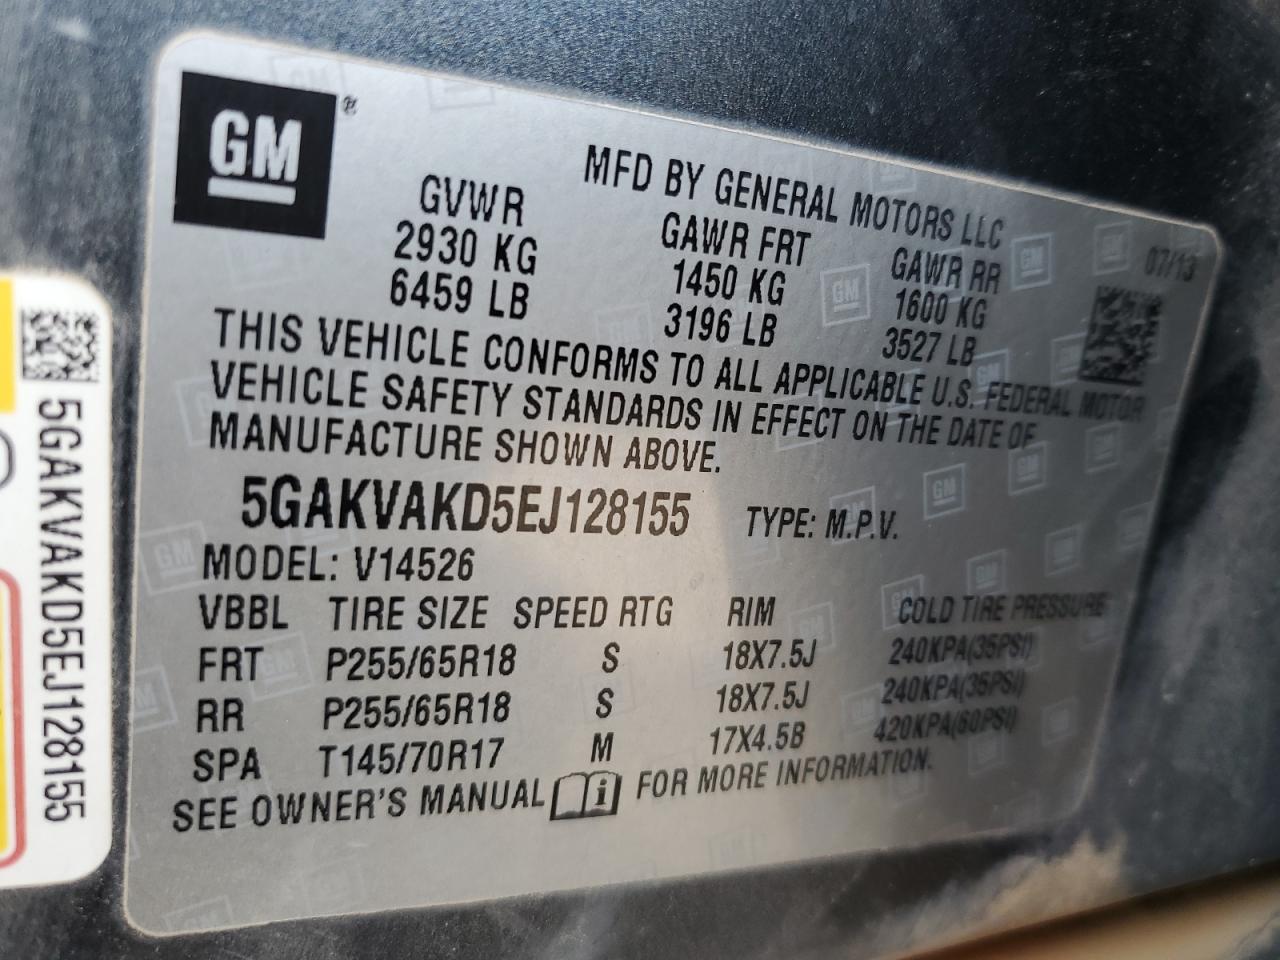 GM®
MFD BY GENERAL MOTORS LLC
07/13
GVWR GAWR FRT GAWR RR
2930 KG 1450 KG 1600 KG
6459 LB 3196 LB 3527 LB
THIS VEHICLE CONFORMS TO ALL APPLICABLE U.S. FEDERAL MOTOR
VEHICLE SAFETY STANDARDS IN EFFECT ON THE DATE OF
MANUFACTURE SHOWN ABOVE.
5GAKVAKD5EJ128155 TYPE: M.P.V.
MODEL: V14526
VBBL TIRE SIZE SPEED RTG RIM COLD TIRE PRESSURE
FRT P255/65R18 S 18X7.5J 240KPA(35PSI)
RR P255/65R18 S 18X7.5J 240KPA(35PSI)
SPA T145/70R17 M 17X4.5B 420KPA(60PSI)
SEE OWNER'S MANUAL i FOR MORE INFORMATION.
5GAKVAKD5EJ128155